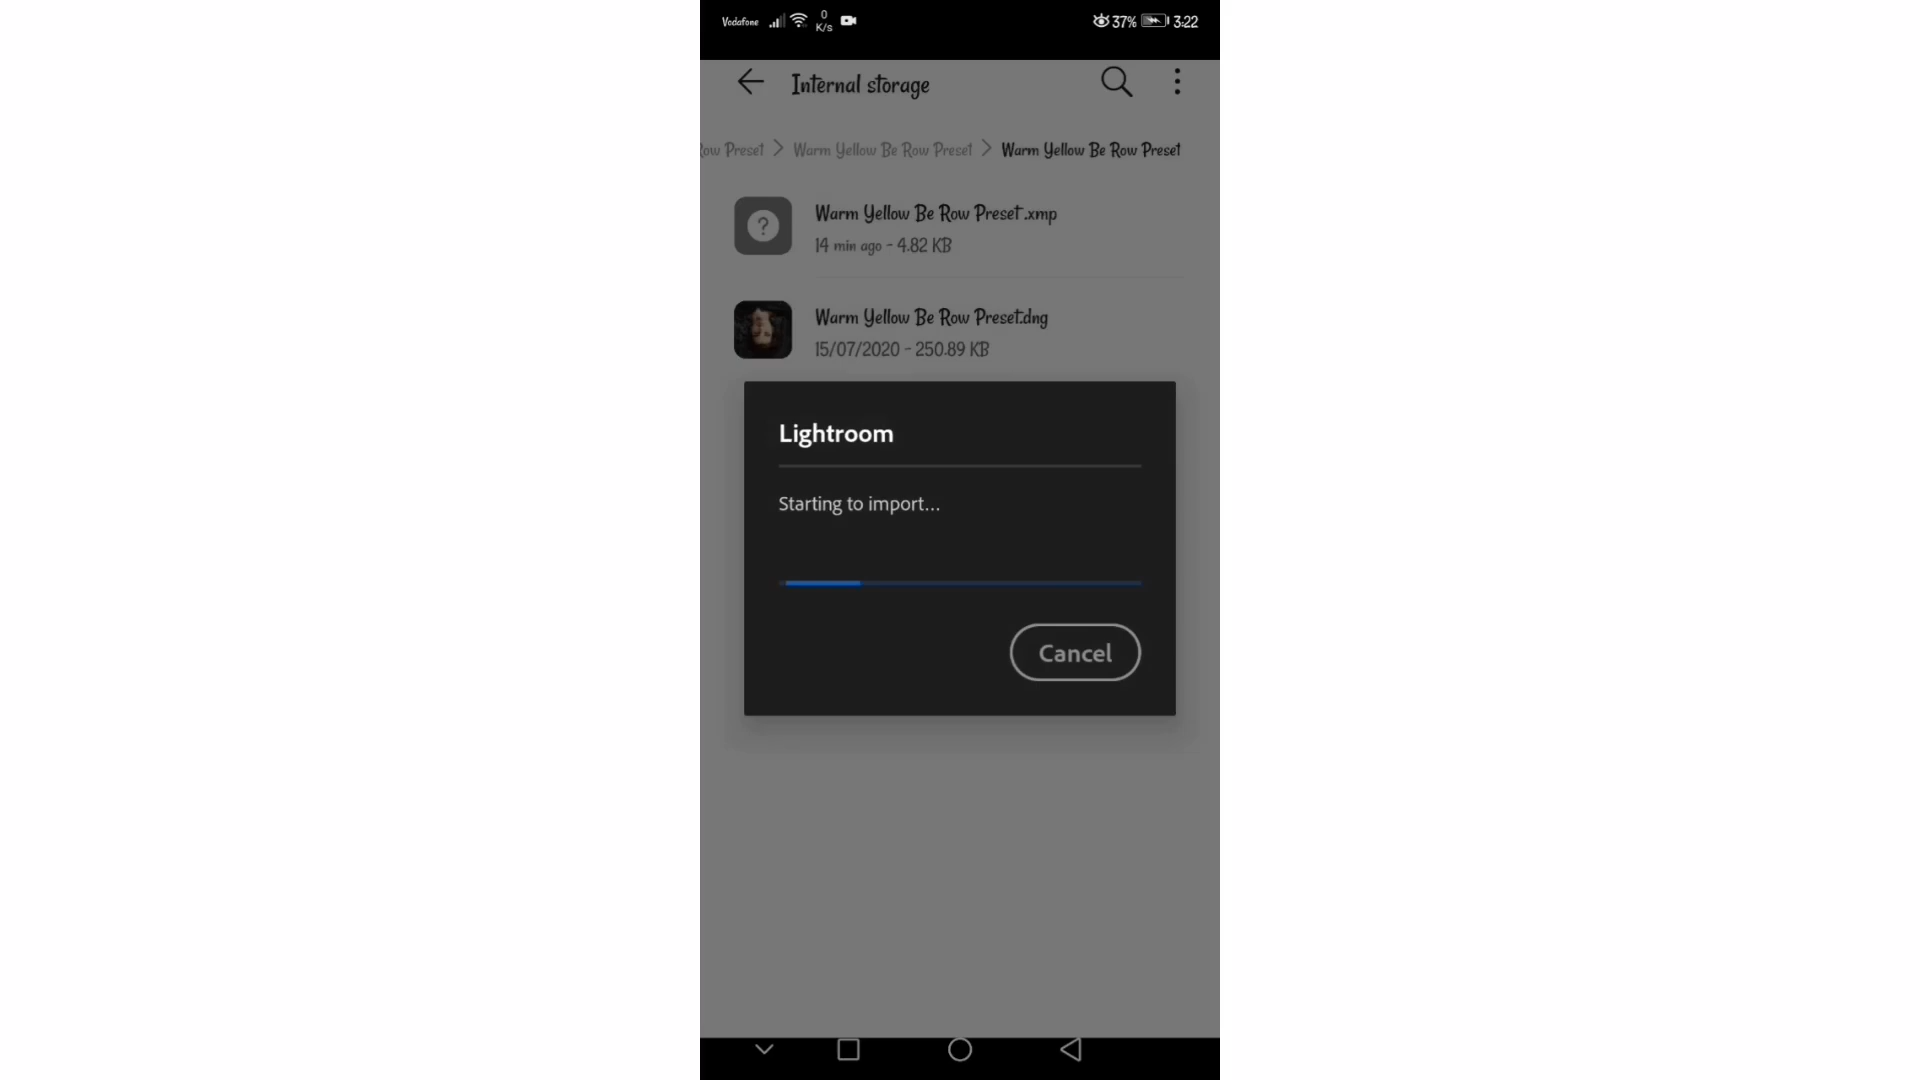 Vodafone 0 K/s 37% 3:22
Internal storage
ow Preset > Warm Yellow Be Row Preset > Warm Yellow Be Row Preset
?
Warm Yellow Be Row Preset .xmp
14 min ago - 4.82 KB
Warm Yellow Be Row Preset.dng
15/07/2020 - 250.89 KB
Lightroom
Starting to import...
Cancel